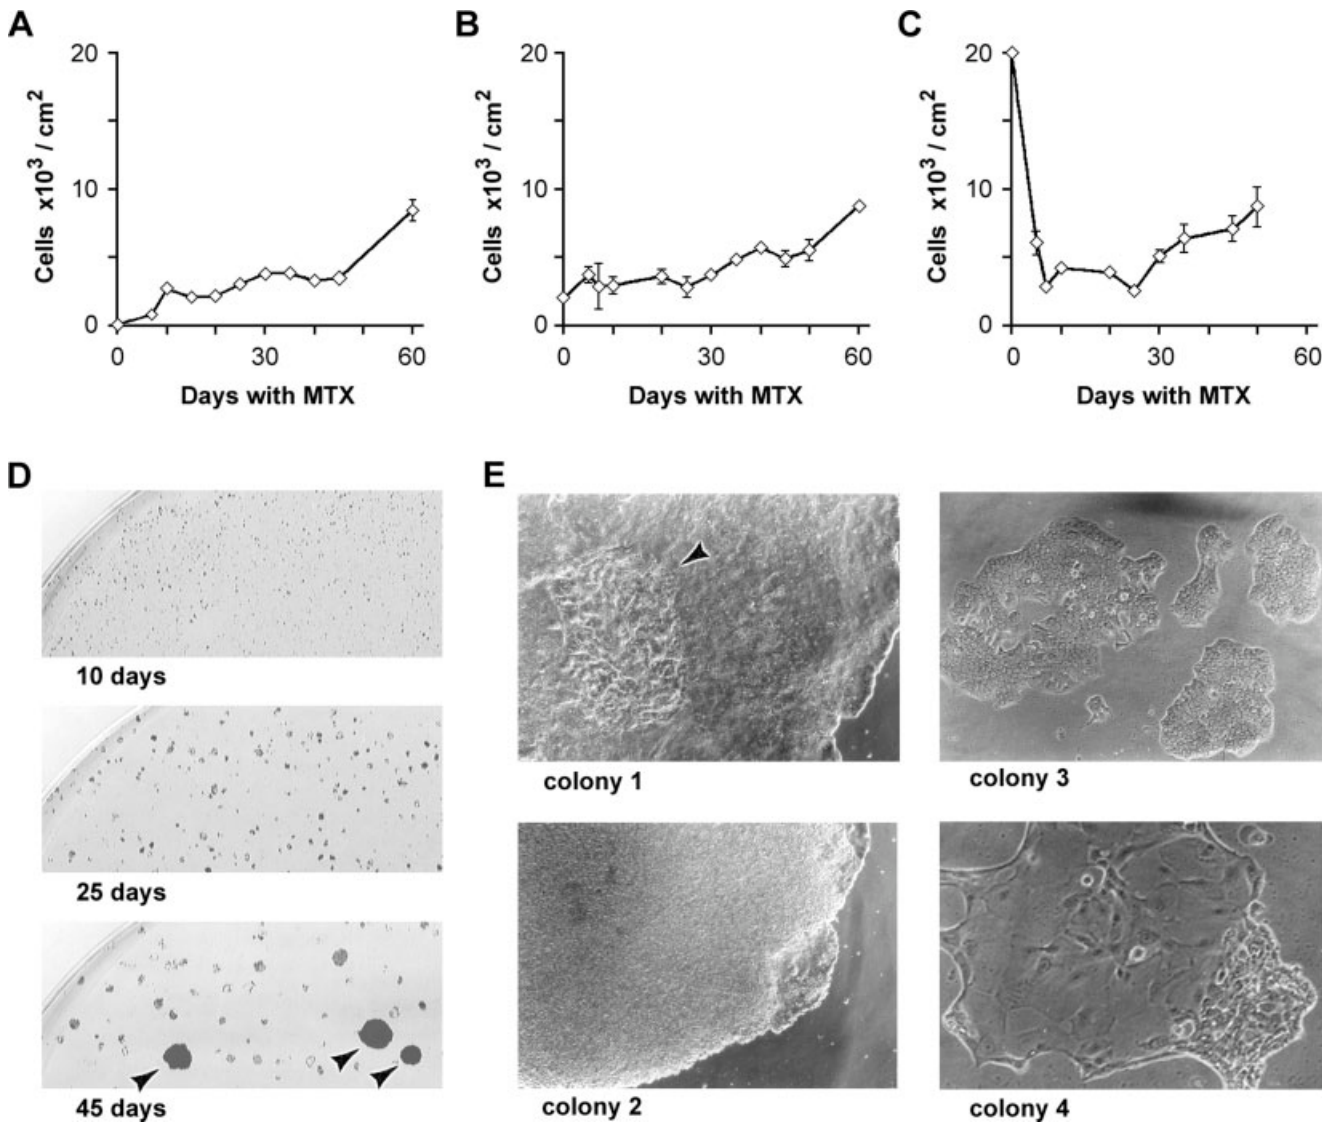 A
B
C
20
10
0
Cells x10³ / cm²
0
30
60
Days with MTX
20
10
0
Cells x10³ / cm²
0
30
60
Days with MTX
20
10
0
Cells x10³ / cm²
0
30
60
Days with MTX
D
10 days
25 days
45 days
E
colony 1
colony 3
colony 2
colony 4